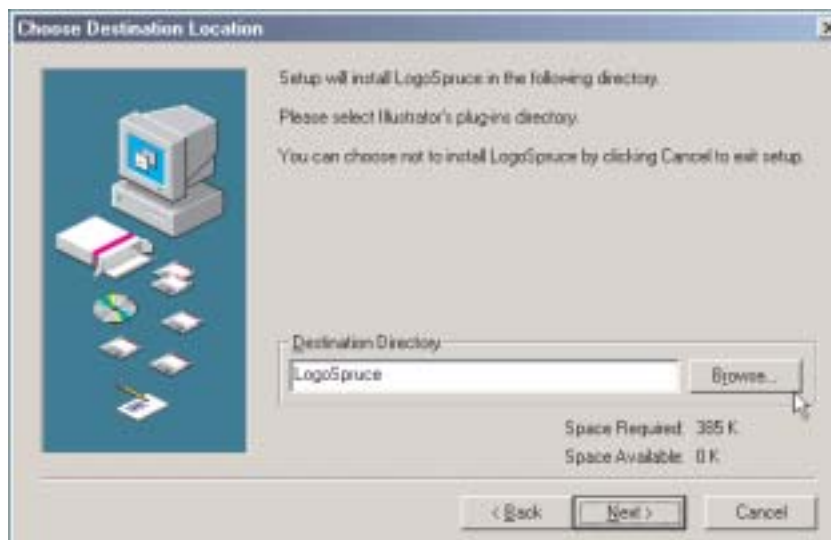 Choose Destination Location
Setup will install LogoSpruce in the following directory.
Please select Illustrator's plug-ins directory.
You can choose not to install LogoSpruce by clicking Cancel to exit setup.
Destination Directory
LogoSpruce
Browse...
Space Required: 385 K
Space Available: 0 K
< Back
Next >
Cancel